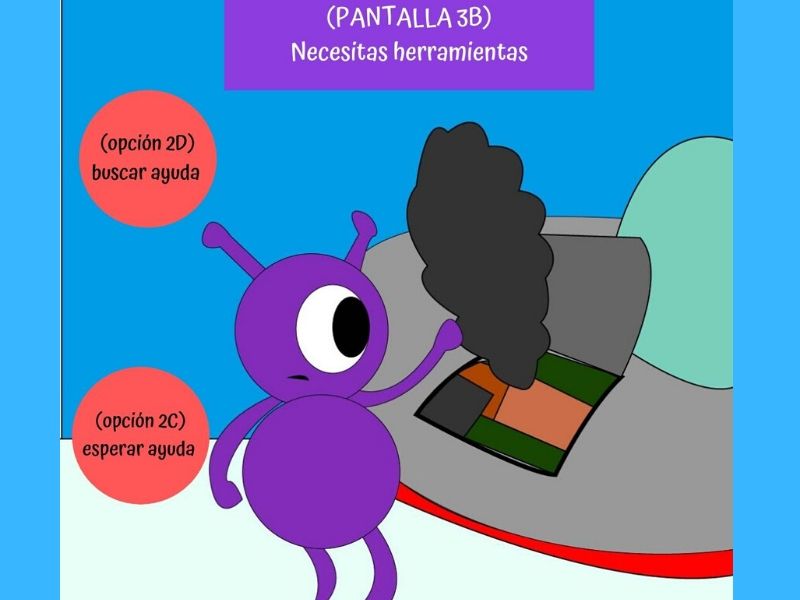 (PANTALLA 3B)
Necesitas herramientas
(opción 2D)
buscar ayuda
(opción 2C)
esperar ayuda